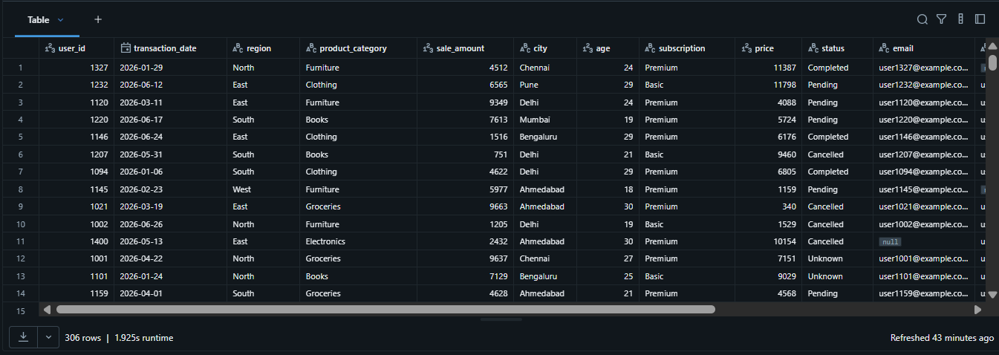 Table +
user_id transaction_date region product_category sale_amount city age subscription price status email
1 1327 2026-01-29 North Furniture 4512 Chennai 24 Premium 11387 Completed user1327@example.co...
2 1232 2026-06-12 East Clothing 6565 Pune 29 Basic 11798 Pending user1232@example.co... u
3 1120 2026-03-11 East Furniture 9349 Delhi 24 Premium 4088 Pending user1120@example.co... u
4 1220 2026-06-17 South Books 7613 Mumbai 19 Premium 5724 Pending user1220@example.co... u
5 1146 2026-06-24 East Clothing 1516 Bengaluru 29 Premium 6176 Completed user1146@example.co... u
6 1207 2026-05-31 South Books 751 Delhi 21 Basic 9460 Cancelled user1207@example.co... u
7 1094 2026-01-06 South Clothing 4622 Delhi 29 Premium 6805 Completed user1094@example.co... u
8 1145 2026-02-23 West Furniture 5977 Ahmedabad 18 Premium 1159 Pending user1145@example.co...
9 1021 2026-03-19 East Groceries 9663 Ahmedabad 30 Premium 340 Cancelled user1021@example.co... u
10 1002 2026-06-26 North Furniture 1205 Delhi 19 Basic 1529 Cancelled user1002@example.co... u
11 1400 2026-05-13 East Electronics 2432 Ahmedabad 30 Premium 10154 Cancelled null u
12 1001 2026-04-22 North Groceries 9637 Chennai 27 Premium 7151 Unknown user1001@example.co... u
13 1101 2026-01-24 North Books 7129 Bengaluru 25 Basic 9029 Unknown user1101@example.co... u
14 1159 2026-04-01 South Groceries 4628 Ahmedabad 21 Premium 4568 Pending user1159@example.co... u
15
306 rows | 1.925s runtime Refreshed 43 minutes ago